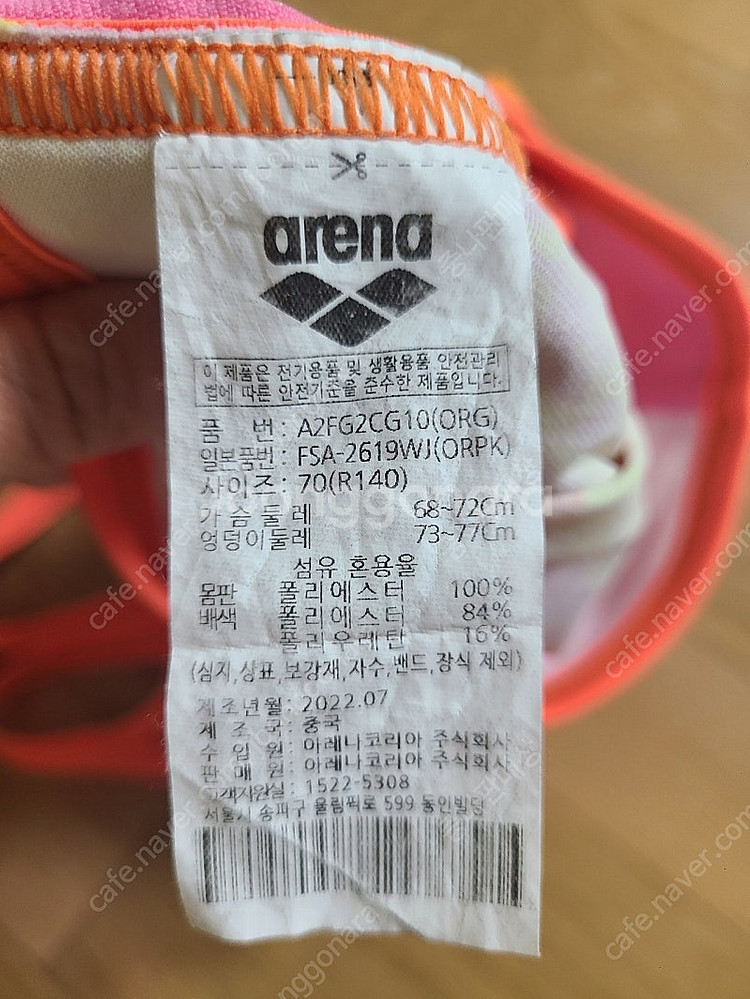 arena
이 제품은 전기용품 및 생활용품 안전관리
법에 따른 안전기준을 준수한 제품입니다.
품 번 : A2FG2CG10(ORG)
일본품번 : FSA-2619WJ(ORPK)
사이즈 : 70(R140)
가슴둘레 68~72Cm
엉덩이둘레 73~77Cm
섬유 혼용율
몸판 폴리에스터 100%
배색 폴리에스터 84%
폴리우레탄 16%
(심지,상표,보강재,자수,밴드,장식 제외)
제조년월 : 2022.07
제 조 국 : 중국
수 입 원 : 아레나코리아 주식회사
판 매 원 : 아레나코리아 주식회사
고객지원실 : 1522-5308
서울시 송파구 올림픽로 599 동인빌딩
cafe.naver.com